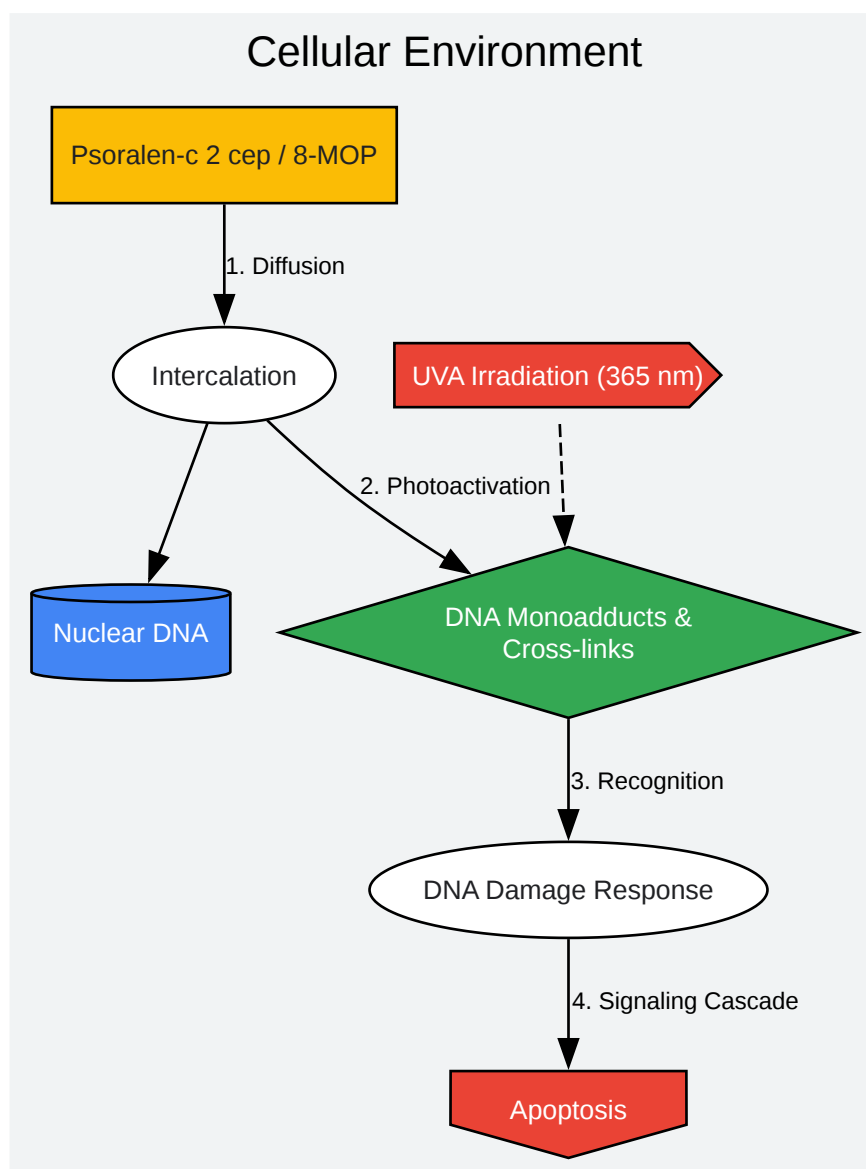 Cellular Environment
Psoralen-c 2 cep / 8-MOP
1. Diffusion
Intercalation
UVA Irradiation (365 nm)
2. Photoactivation
Nuclear DNA
DNA Monoadducts &
Cross-links
3. Recognition
DNA Damage Response
4. Signaling Cascade
Apoptosis